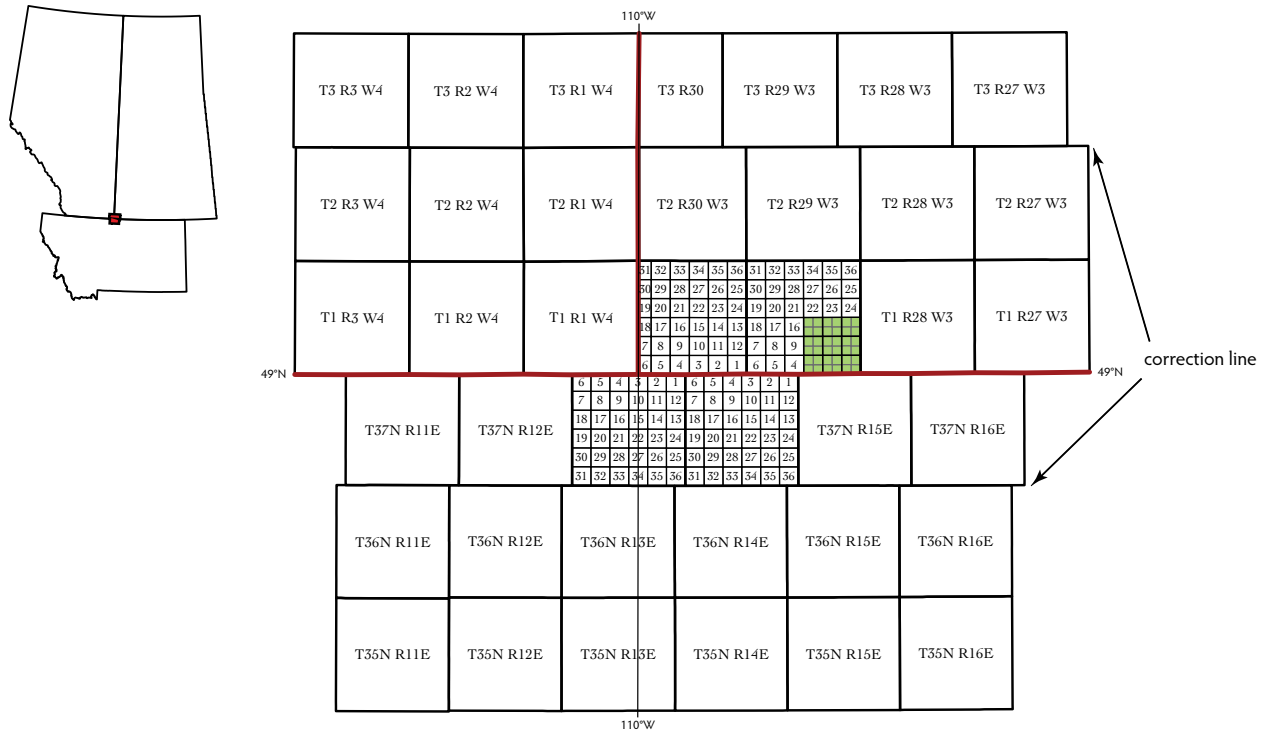 110°W
T3 R3 W4 T3 R2 W4 T3 R1 W4 T3 R30 T3 R29 W3 T3 R28 W3 T3 R27 W3
T2 R3 W4 T2 R2 W4 T2 R1 W4 T2 R30 W3 T2 R29 W3 T2 R28 W3 T2 R27 W3
31 32 33 34 35 36 31 32 33 34 35 36
30 29 28 27 26 25 30 29 28 27 26 25
19 20 21 22 23 24 19 20 21 22 23 24
T1 R3 W4 T1 R2 W4 T1 R1 W4 18 17 16 15 14 13 18 17 16 T1 R28 W3 T1 R27 W3
7 8 9 10 11 12 7 8 9
6 5 4 3 2 1 6 5 4
correction line
49°N 49°N
6 5 4 3 2 1 6 5 4 3 2 1
7 8 9 10 11 12 7 8 9 10 11 12
18 17 16 15 14 13 18 17 16 15 14 13
T37N R11E T37N R12E T37N R15E T37N R16E
19 20 21 22 23 24 19 20 21 22 23 24
30 29 28 27 26 25 30 29 28 27 26 25
31 32 33 34 35 36 31 32 33 34 35 36
T36N R11E T36N R12E T36N R13E T36N R14E T36N R15E T36N R16E
T35N R11E T35N R12E T35N R13E T35N R14E T35N R15E T35N R16E
110°W